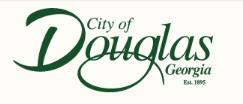 City of
Douglas
Georgia
Est. 1895